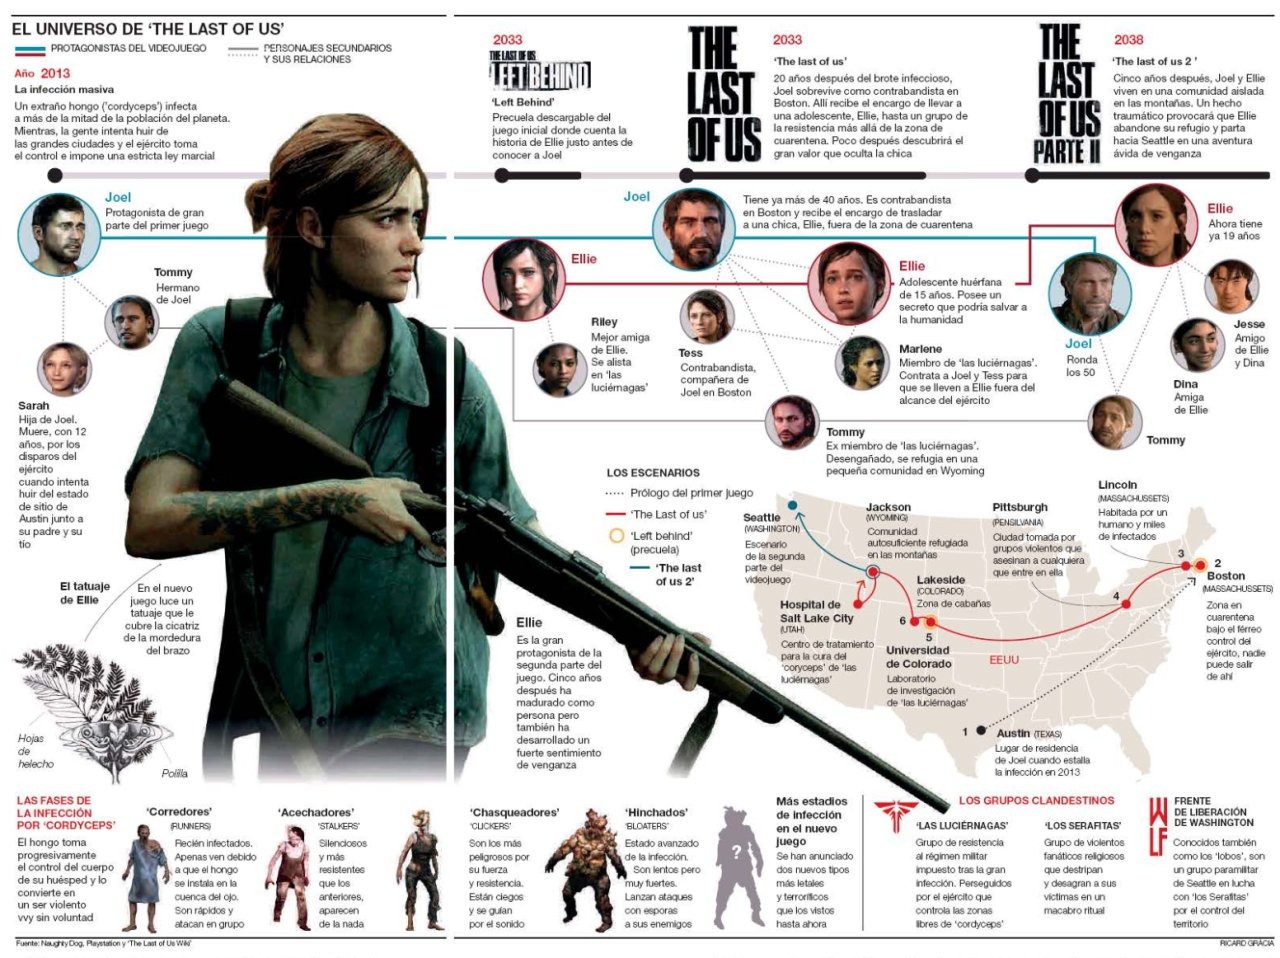 EL UNIVERSO DE ‘THE LAST OF US’
PROTAGONISTAS DEL VIDEOJUEGO
PERSONAJES SECUNDARIOS
Y SUS RELACIONES
Año 2013
La infección masiva
Un extraño hongo ('cordyceps') infecta
a más de la mitad de la población del planeta.
Mientras, la gente intenta huir de
las grandes ciudades y el ejército toma
el control e impone una estricta ley marcial
2033
THE LAST OF US
LEFT BEHIND
‘Left Behind’
Precuela descargable del
juego inicial donde cuenta la
historia de Ellie justo antes de
conocer a Joel
THE
LAST
OF US
2033
‘The last of us’
20 años después del brote infeccioso,
Joel sobrevive como contrabandista en
Boston. Allí recibe el encargo de llevar a
una adolescente, Ellie, hasta un grupo de
la resistencia más allá de la zona de
cuarentena. Poco después descubrirá el
gran valor que oculta la chica
THE
LAST
OF US
PARTE II
2038
‘The last of us 2 ’
Cinco años después, Joel y Ellie
viven en una comunidad aislada
en las montañas. Un hecho
traumático provocará que Ellie
abandone su refugio y parta
hacia Seattle en una aventura
ávida de venganza
Joel
Protagonista de gran
parte del primer juego
Tommy
Hermano
de Joel
Sarah
Hija de Joel.
Muere, con 12
años, por los
disparos del
ejército
cuando intenta
huir del estado
de sitio de
Austin junto a
su padre y su
tío
Ellie
Riley
Mejor amiga
de Ellie.
Se alista
en ‘las
luciérnagas’
Joel
Tiene ya más de 40 años. Es contrabandista
en Boston y recibe el encargo de trasladar
a una chica, Ellie, fuera de la zona de cuarentena
Tess
Contrabandista,
compañera de
Joel en Boston
Ellie
Adolescente huérfana
de 15 años. Posee un
secreto que podría salvar a
la humanidad
Marlene
Miembro de ‘las luciérnagas’.
Contrata a Joel y Tess para
que se lleven a Ellie fuera del
alcance del ejército
Tommy
Ex miembro de ‘las luciérnagas’.
Desengañado, se refugia en una
pequeña comunidad en Wyoming
Joel
Ronda
los 50
Ellie
Ahora tiene
ya 19 años
Jesse
Amigo
de Ellie
y Dina
Dina
Amiga
de Ellie
Tommy
El tatuaje
de Ellie
En el nuevo
juego luce un
tatuaje que le
cubre la cicatriz
de la mordedura
del brazo
Hojas
de
helecho
Polilla
Ellie
Es la gran
protagonista de la
segunda parte del
juego. Cinco años
después ha
madurado como
persona pero
también ha
desarrollado un
fuerte sentimiento
de venganza
LOS ESCENARIOS
Prólogo del primer juego
‘The Last of us’
‘Left behind’
(precuela)
‘The last
of us 2’
Seattle
(WASHINGTON)
Escenario
de la segunda
parte del
videojuego
Jackson
(WYOMING)
Comunidad
autosuficiente refugiada
en las montañas
Pittsburgh
(PENSILVANIA)
Ciudad tomada por
grupos violentos que
asesinan a cualquiera
que entre en ella
Lincoln
(MASSACHUSSETS)
Habitada por un
humano y miles
de infectados
3
2
Boston
(MASSACHUSSETS)
Zona en
cuarentena
bajo el férreo
control del
ejército, nadie
puede salir
de ahí
4
Hospital de
Salt Lake City
(UTAH)
Centro de tratamiento
para la cura del
‘coryceps’ de ‘las
luciérnagas’
Lakeside
(COLORADO)
Zona de cabañas
6
5
Universidad
de Colorado
Laboratorio
de investigación
de ‘las luciérnagas’
EEUU
1
Austin (TEXAS)
Lugar de residencia
de Joel cuando estalla
la infección en 2013
LAS FASES DE
LA INFECCIÓN
POR ‘CORDYCEPS’
El hongo toma
progresivamente
el control del cuerpo
de su huésped y lo
convierte en
un ser violento
vvy sin voluntad
‘Corredores’
(RUNNERS)
Recién infectados.
Apenas ven debido
a que el hongo
se instala en la
cuenca del ojo.
Son rápidos y
atacan en grupo
‘Acechadores’
‘STALKERS’
Silenciosos
y más
resistentes
que los
anteriores,
aparecen
de la nada
‘Chasqueadores’
‘CLICKERS’
Son los más
peligrosos por
su fuerza
y resistencia.
Están ciegos
y se guían
por el sonido
‘Hinchados’
‘BLOATERS’
Estado avanzado
de la infección.
Son lentos pero
muy fuertes.
Lanzan ataques
con esporas
a sus enemigos
?
Más estadios
de infección
en el nuevo
juego
Se han anunciado
dos nuevos tipos
más letales
y terroríficos
que los vistos
hasta ahora
LOS GRUPOS CLANDESTINOS
‘LAS LUCIÉRNAGAS’
Grupo de resistencia
al régimen militar
impuesto tras la gran
infección. Perseguidos
por el ejército que
controla las zonas
libres de ‘cordyceps’
‘LOS SERAFITAS’
Grupo de violentos
fanáticos religiosos
que destripan
y desagran a sus
víctimas en un
macabro ritual
WLF
FRENTE
DE LIBERACIÓN
DE WASHINGTON
Conocidos también
como los ‘lobos’, son
un grupo paramilitar
de Seattle en lucha
con ‘los Serafitas’
por el control del
territorio
Fuente: Naughty Dog, Playstation y ‘The Last of Us Wiki’
RICARD GRÀCIA